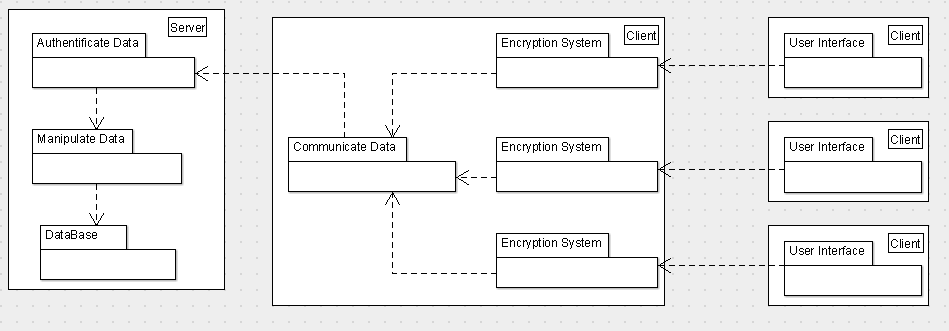 Server
Authentificate Data
Manipulate Data
DataBase
Client
Encryption System
Communicate Data
Encryption System
Encryption System
Client
User Interface
Client
User Interface
Client
User Interface